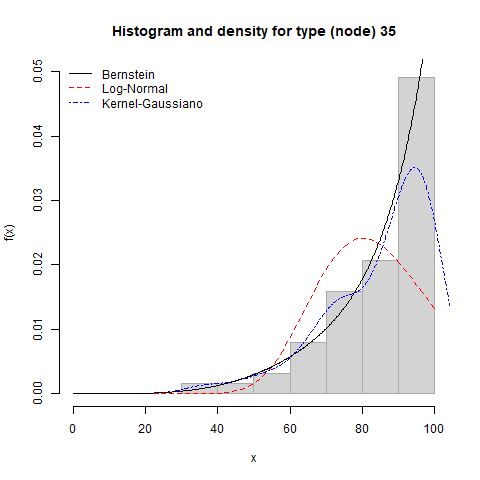 Histogram and density for type (node) 35
Bernstein
Log-Normal
Kernel-Gaussiano
0.05
0.04
0.03
0.02
0.01
0.00
f(x)
0 20 40 60 80 100
x